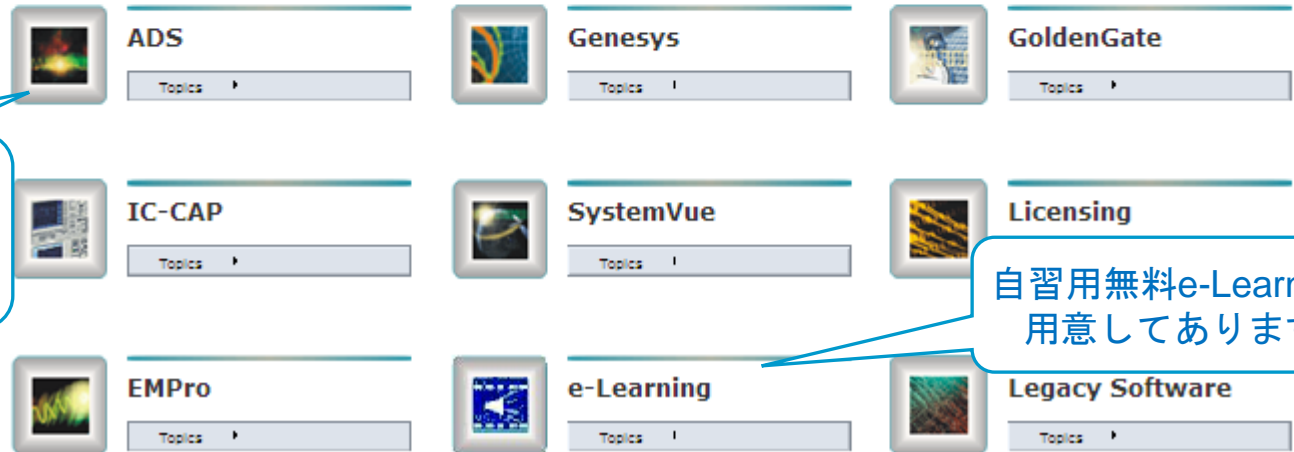 ADS
Topics
Genesys
Topics
GoldenGate
Topics
IC-CAP
Topics
SystemVue
Topics
Licensing
自習用無料e-Learn
用意してありま
EMPro
Topics
e-Learning
Topics
Legacy Software
Topics